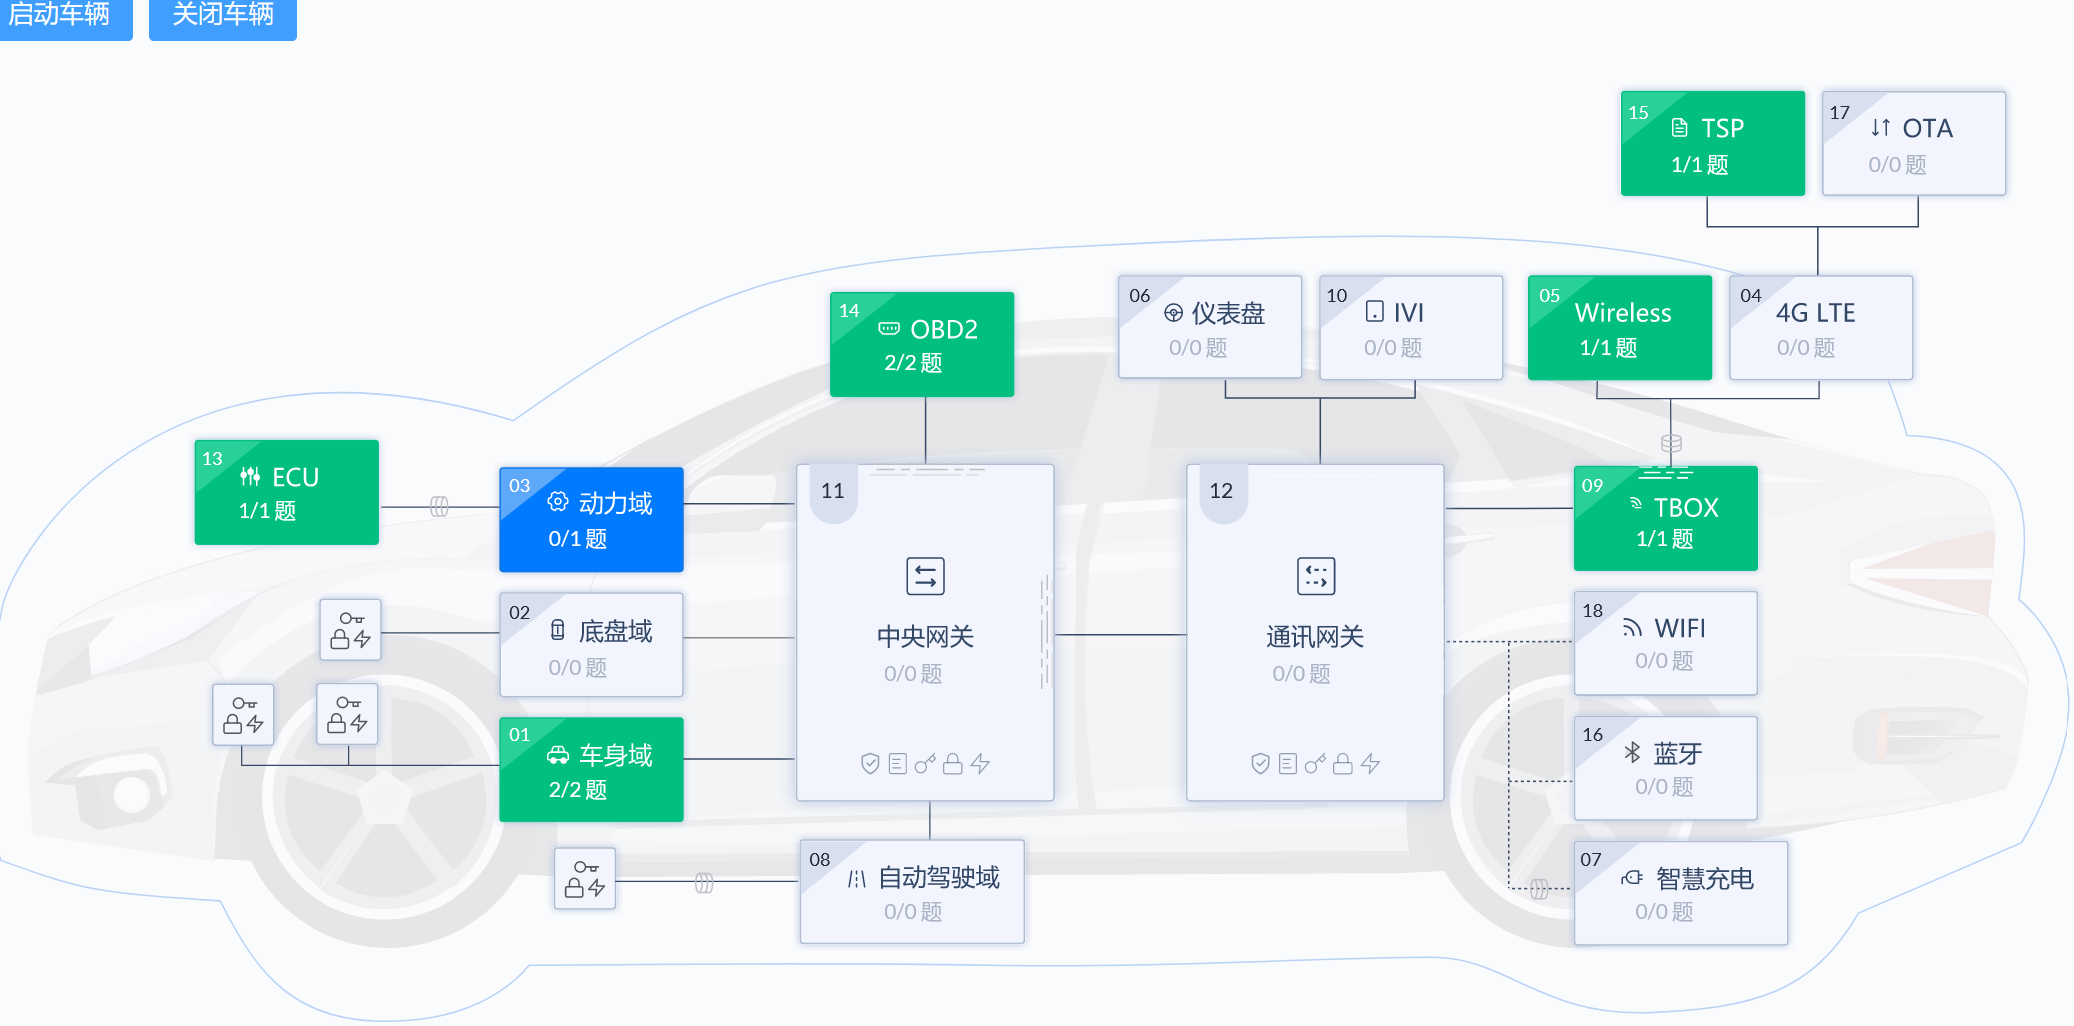 启动车辆
关闭车辆
15
TSP
1/1 题
17
OTA
0/0 题
14
OBD2
2/2 题
06
仪表盘
0/0 题
10
IVI
0/0 题
05
Wireless
1/1 题
04
4G LTE
0/0 题
13
ECU
1/1 题
03
动力域
0/1 题
11
中央网关
0/0 题
12
通讯网关
0/0 题
09
TBOX
1/1 题
02
底盘域
0/0 题
18
WIFI
0/0 题
01
车身域
2/2 题
16
蓝牙
0/0 题
08
自动驾驶域
0/0 题
07
智慧充电
0/0 题